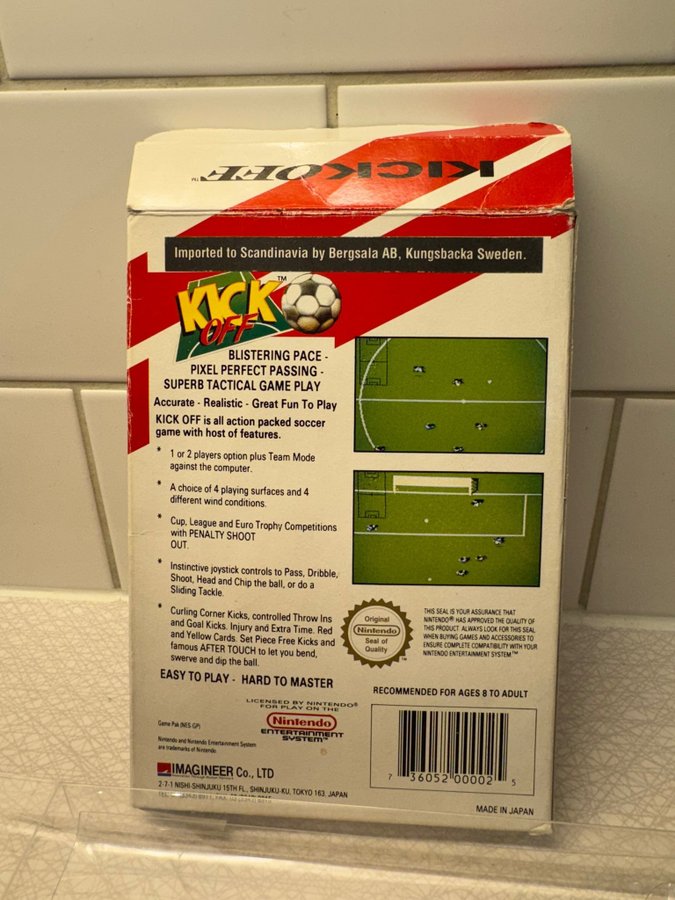 KICK OFF™
Imported to Scandinavia by Bergsala AB, Kungsbacka Sweden.
KICK OFF™
BLISTERING PACE -
PIXEL PERFECT PASSING -
SUPERB TACTICAL GAME PLAY
Accurate - Realistic - Great Fun To Play
KICK OFF is all action packed soccer
game with host of features.
* 1 or 2 players option plus Team Mode
against the computer.
* A choice of 4 playing surfaces and 4
different wind conditions.
* Cup, League and Euro Trophy Competitions
with PENALTY SHOOT
OUT.
* Instinctive joystick controls to Pass, Dribble,
Shoot, Head and Chip the ball, or do a
Sliding Tackle.
* Curling Corner Kicks, controlled Throw Ins
and Goal Kicks. Injury and Extra Time. Red
and Yellow Cards. Set Piece Free Kicks and
famous AFTER TOUCH to let you bend,
swerve and dip the ball.
EASY TO PLAY - HARD TO MASTER
Original
Nintendo
Seal of
Quality
™
THIS SEAL IS YOUR ASSURANCE THAT
NINTENDO® HAS APPROVED THE QUALITY OF
THIS PRODUCT. ALWAYS LOOK FOR THIS SEAL
WHEN BUYING GAMES AND ACCESSORIES TO
ENSURE COMPLETE COMPATIBILITY WITH YOUR
NINTENDO ENTERTAINMENT SYSTEM.™
RECOMMENDED FOR AGES 8 TO ADULT
LICENSED BY NINTENDO®
FOR PLAY ON THE
Nintendo
ENTERTAINMENT
SYSTEM™
Game Pak (NES-GP)
Nintendo and Nintendo Entertainment System
are trademarks of Nintendo.
IMAGINEER Co., LTD
2-7-1 NISHI-SHINJUKU 15TH FL., SHINJUKU-KU, TOKYO 163, JAPAN
7 36052 00002 5
MADE IN JAPAN